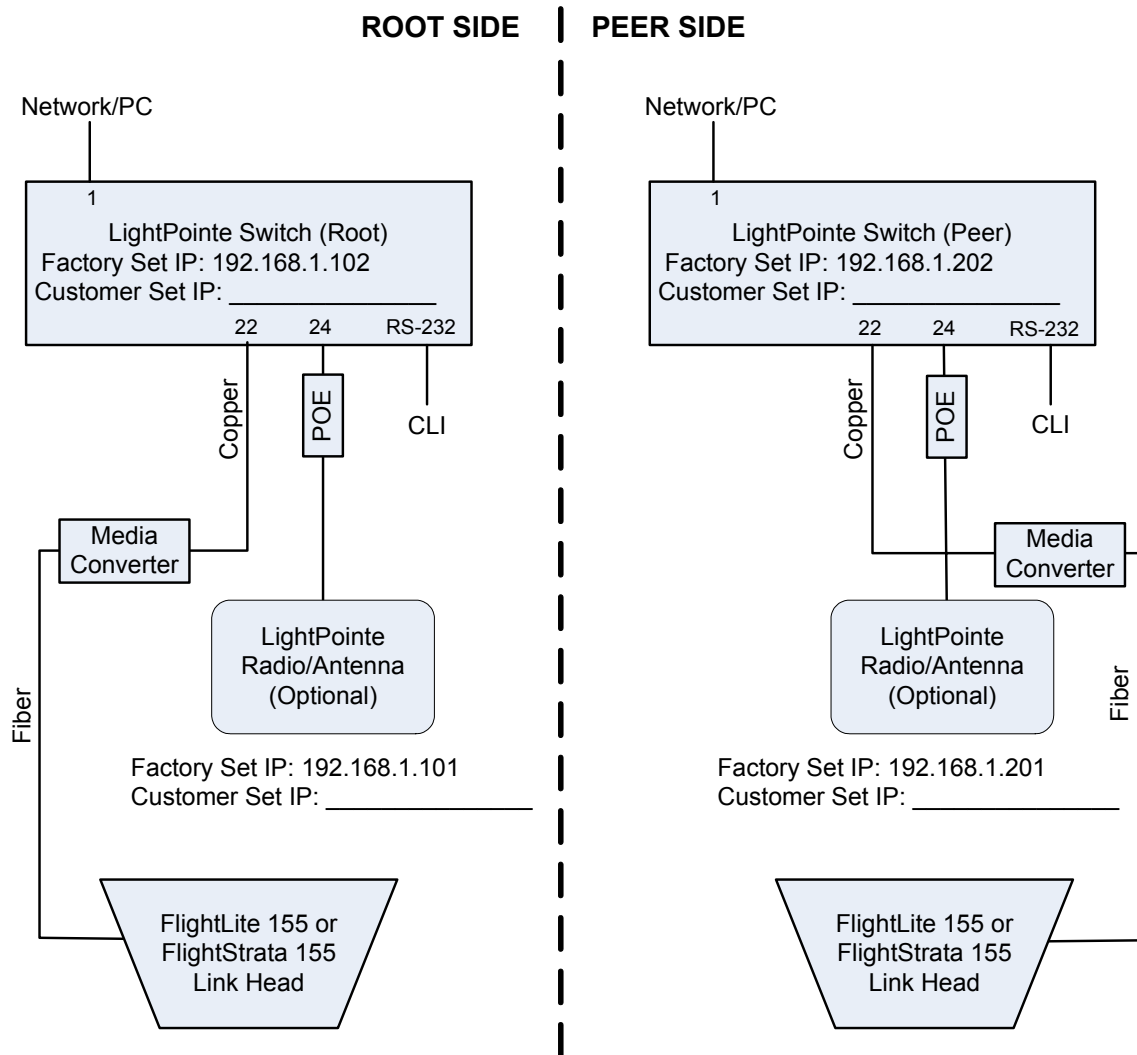 ROOT SIDE
PEER SIDE
Network/PC
1
LightPointe Switch (Root)
Factory Set IP: 192.168.1.102
Customer Set IP: _______________
22
24
RS-232
Copper
POE
CLI
Media
Converter
Fiber
LightPointe
Radio/Antenna
(Optional)
Factory Set IP: 192.168.1.101
Customer Set IP: _______________
FlightLite 155 or
FlightStrata 155
Link Head
Network/PC
1
LightPointe Switch (Peer)
Factory Set IP: 192.168.1.202
Customer Set IP: _______________
22
24
RS-232
Copper
POE
CLI
Media
Converter
Fiber
LightPointe
Radio/Antenna
(Optional)
Factory Set IP: 192.168.1.201
Customer Set IP: _______________
FlightLite 155 or
FlightStrata 155
Link Head